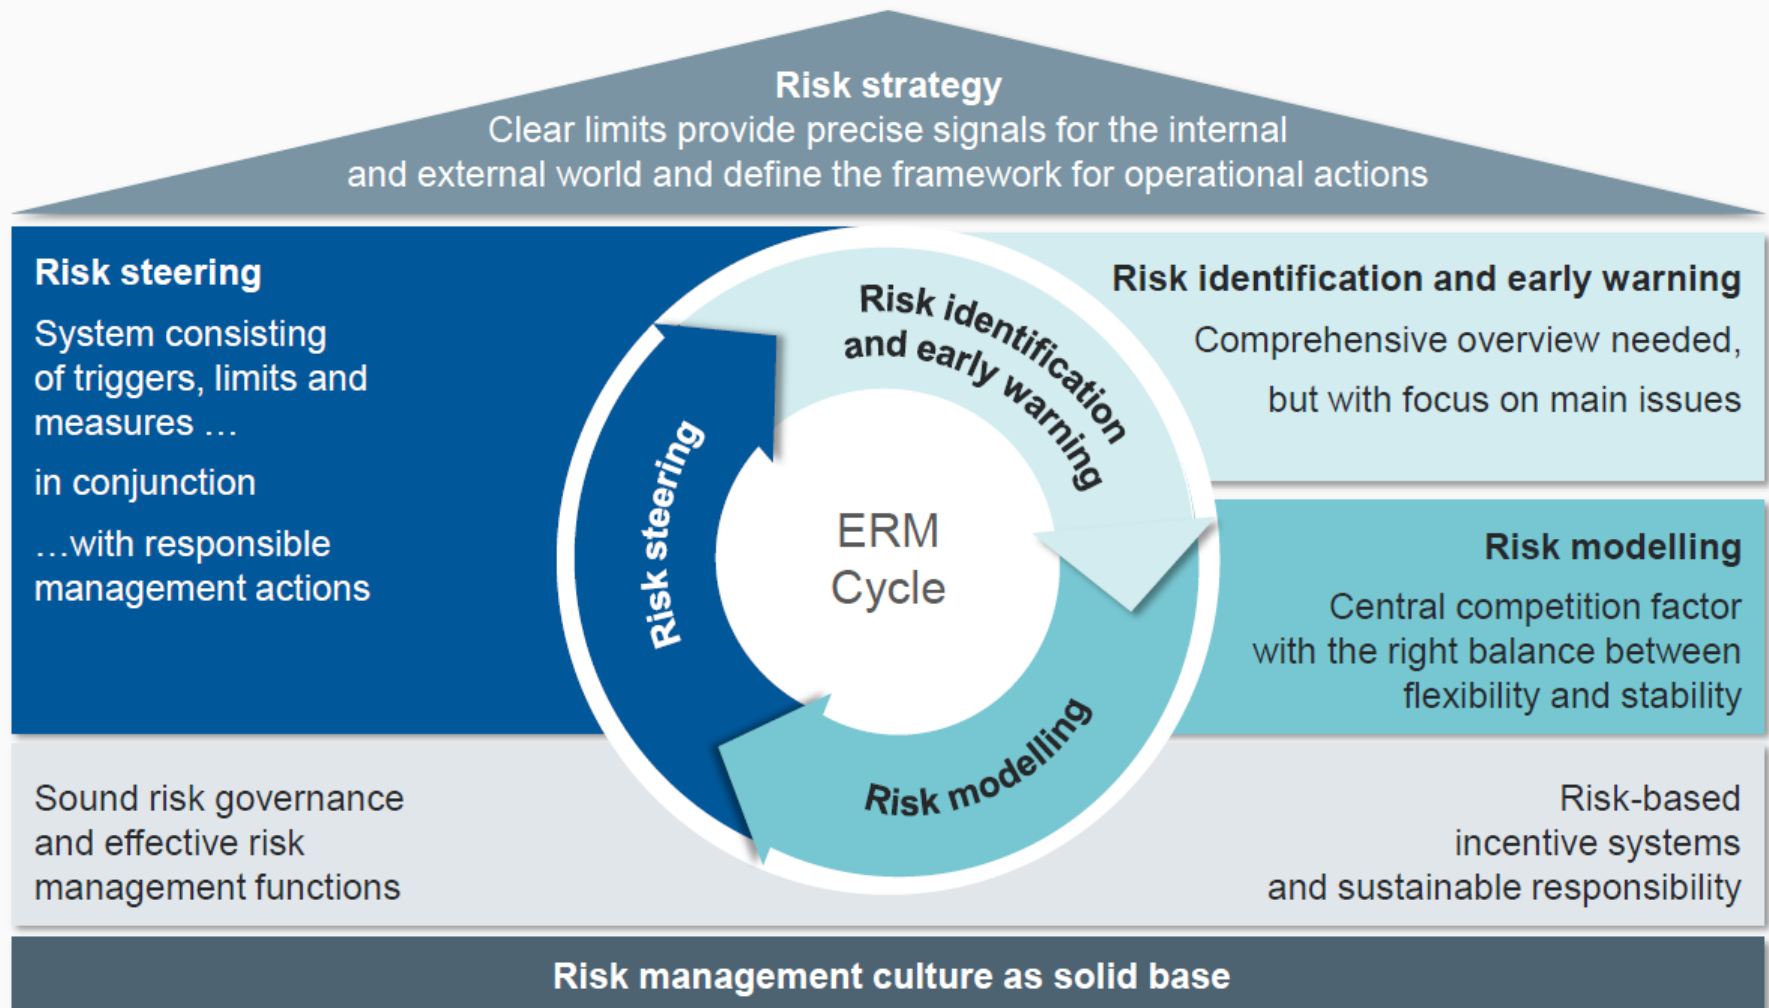 Risk strategy
Clear limits provide precise signals for the internal
and external world and define the framework for operational actions
Risk steering
System consisting
of triggers, limits and
measures …
in conjunction
…with responsible
management actions
Risk identification
and early warning
Risk steering
ERM
Cycle
Risk modelling
Risk identification and early warning
Comprehensive overview needed,
but with focus on main issues
Risk modelling
Central competition factor
with the right balance between
flexibility and stability
Sound risk governance
and effective risk
management functions
Risk-based
incentive systems
and sustainable responsibility
Risk management culture as solid base